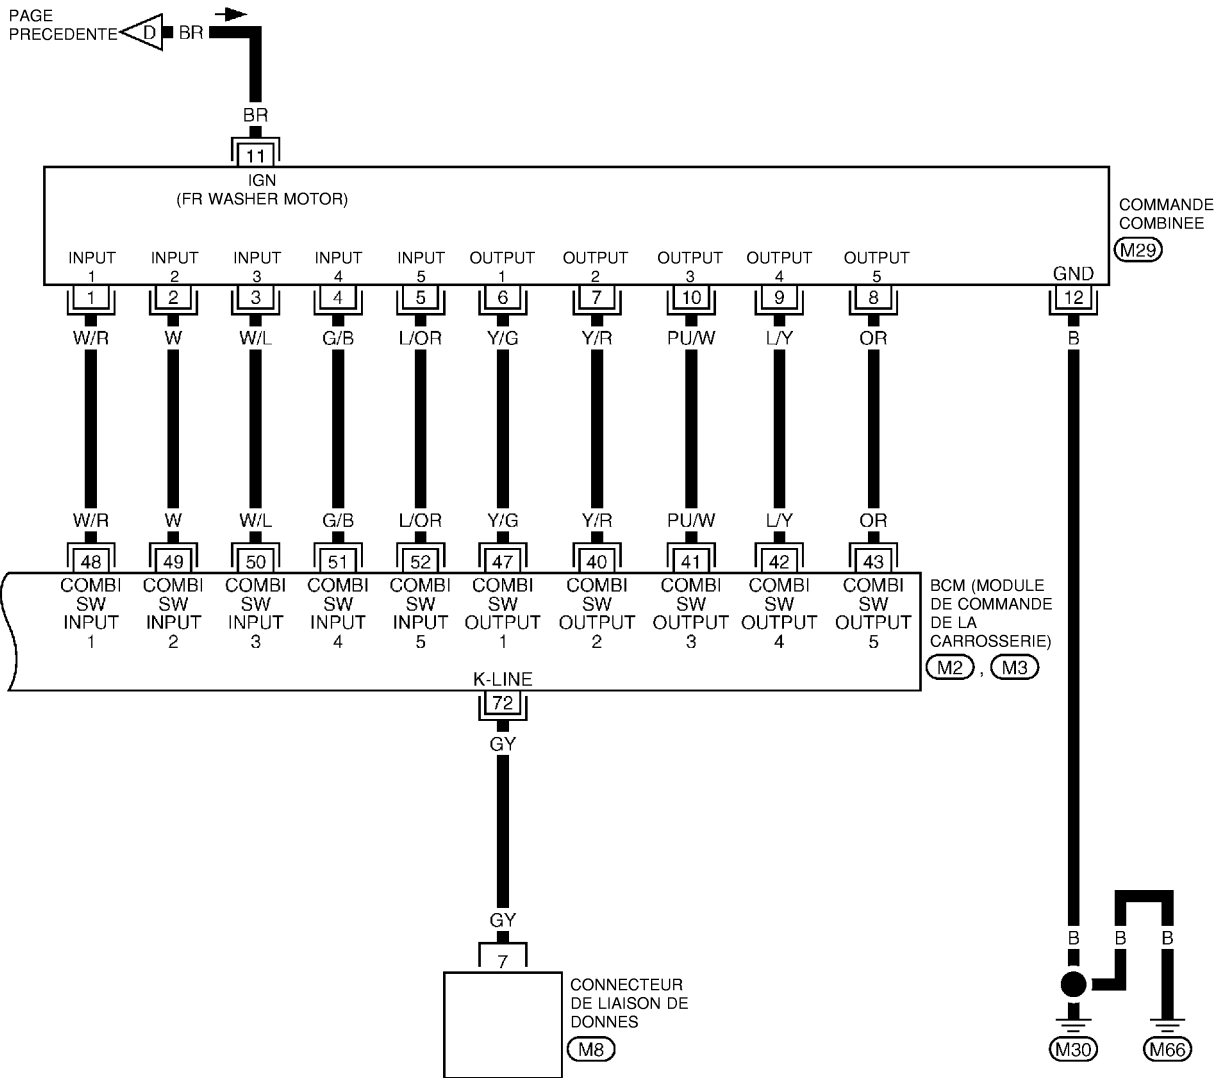 PAGE
PRECEDENTE D BR
BR
11
IGN
(FR WASHER MOTOR)
COMMANDE
COMBINEE
M29
INPUT INPUT INPUT INPUT INPUT OUTPUT OUTPUT OUTPUT OUTPUT OUTPUT
1 2 3 4 5 1 2 3 4 5 GND
1 2 3 4 5 6 7 10 9 8 12
W/R W W/L G/B L/OR Y/G Y/R PU/W L/Y OR B
W/R W W/L G/B L/OR Y/G Y/R PU/W L/Y OR
48 49 50 51 52 47 40 41 42 43
COMBI COMBI COMBI COMBI COMBI COMBI COMBI COMBI COMBI COMBI
SW SW SW SW SW SW SW SW SW SW
INPUT INPUT INPUT INPUT INPUT OUTPUT OUTPUT OUTPUT OUTPUT OUTPUT
1 2 3 4 5 1 2 3 4 5
BCM (MODULE
DE COMMANDE
DE LA
CARROSSERIE)
M2 , M3
K-LINE
72
GY
GY
7
CONNECTEUR
DE LIAISON DE
DONNES
M8
B B B
M30 M66